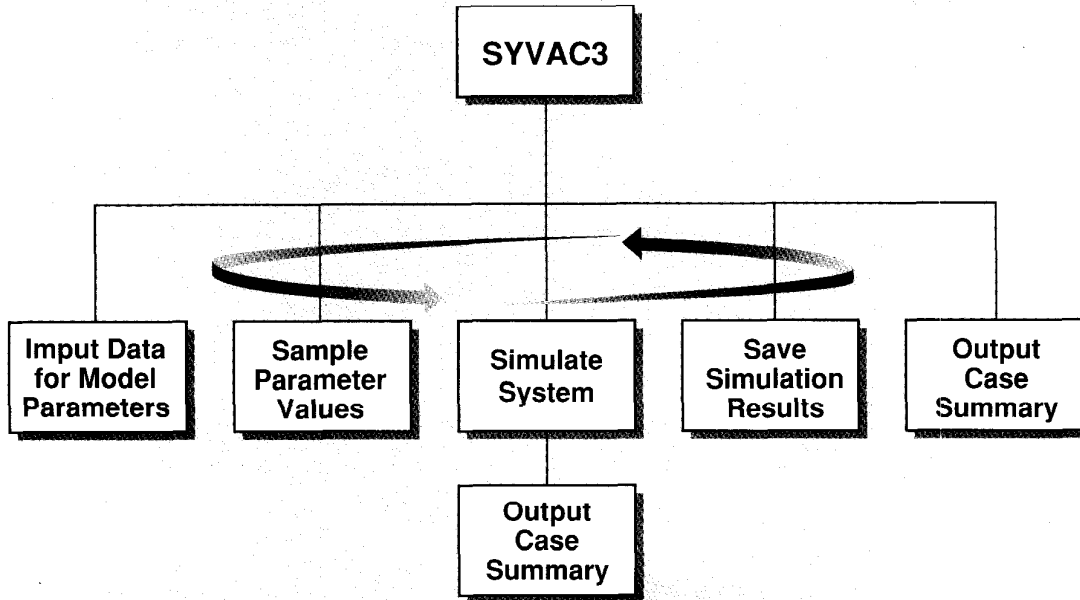 SYVAC3
Imput Data
for Model
Parameters
Sample
Parameter
Values
Simulate
System
Save
Simulation
Results
Output
Case
Summary
Output
Case
Summary